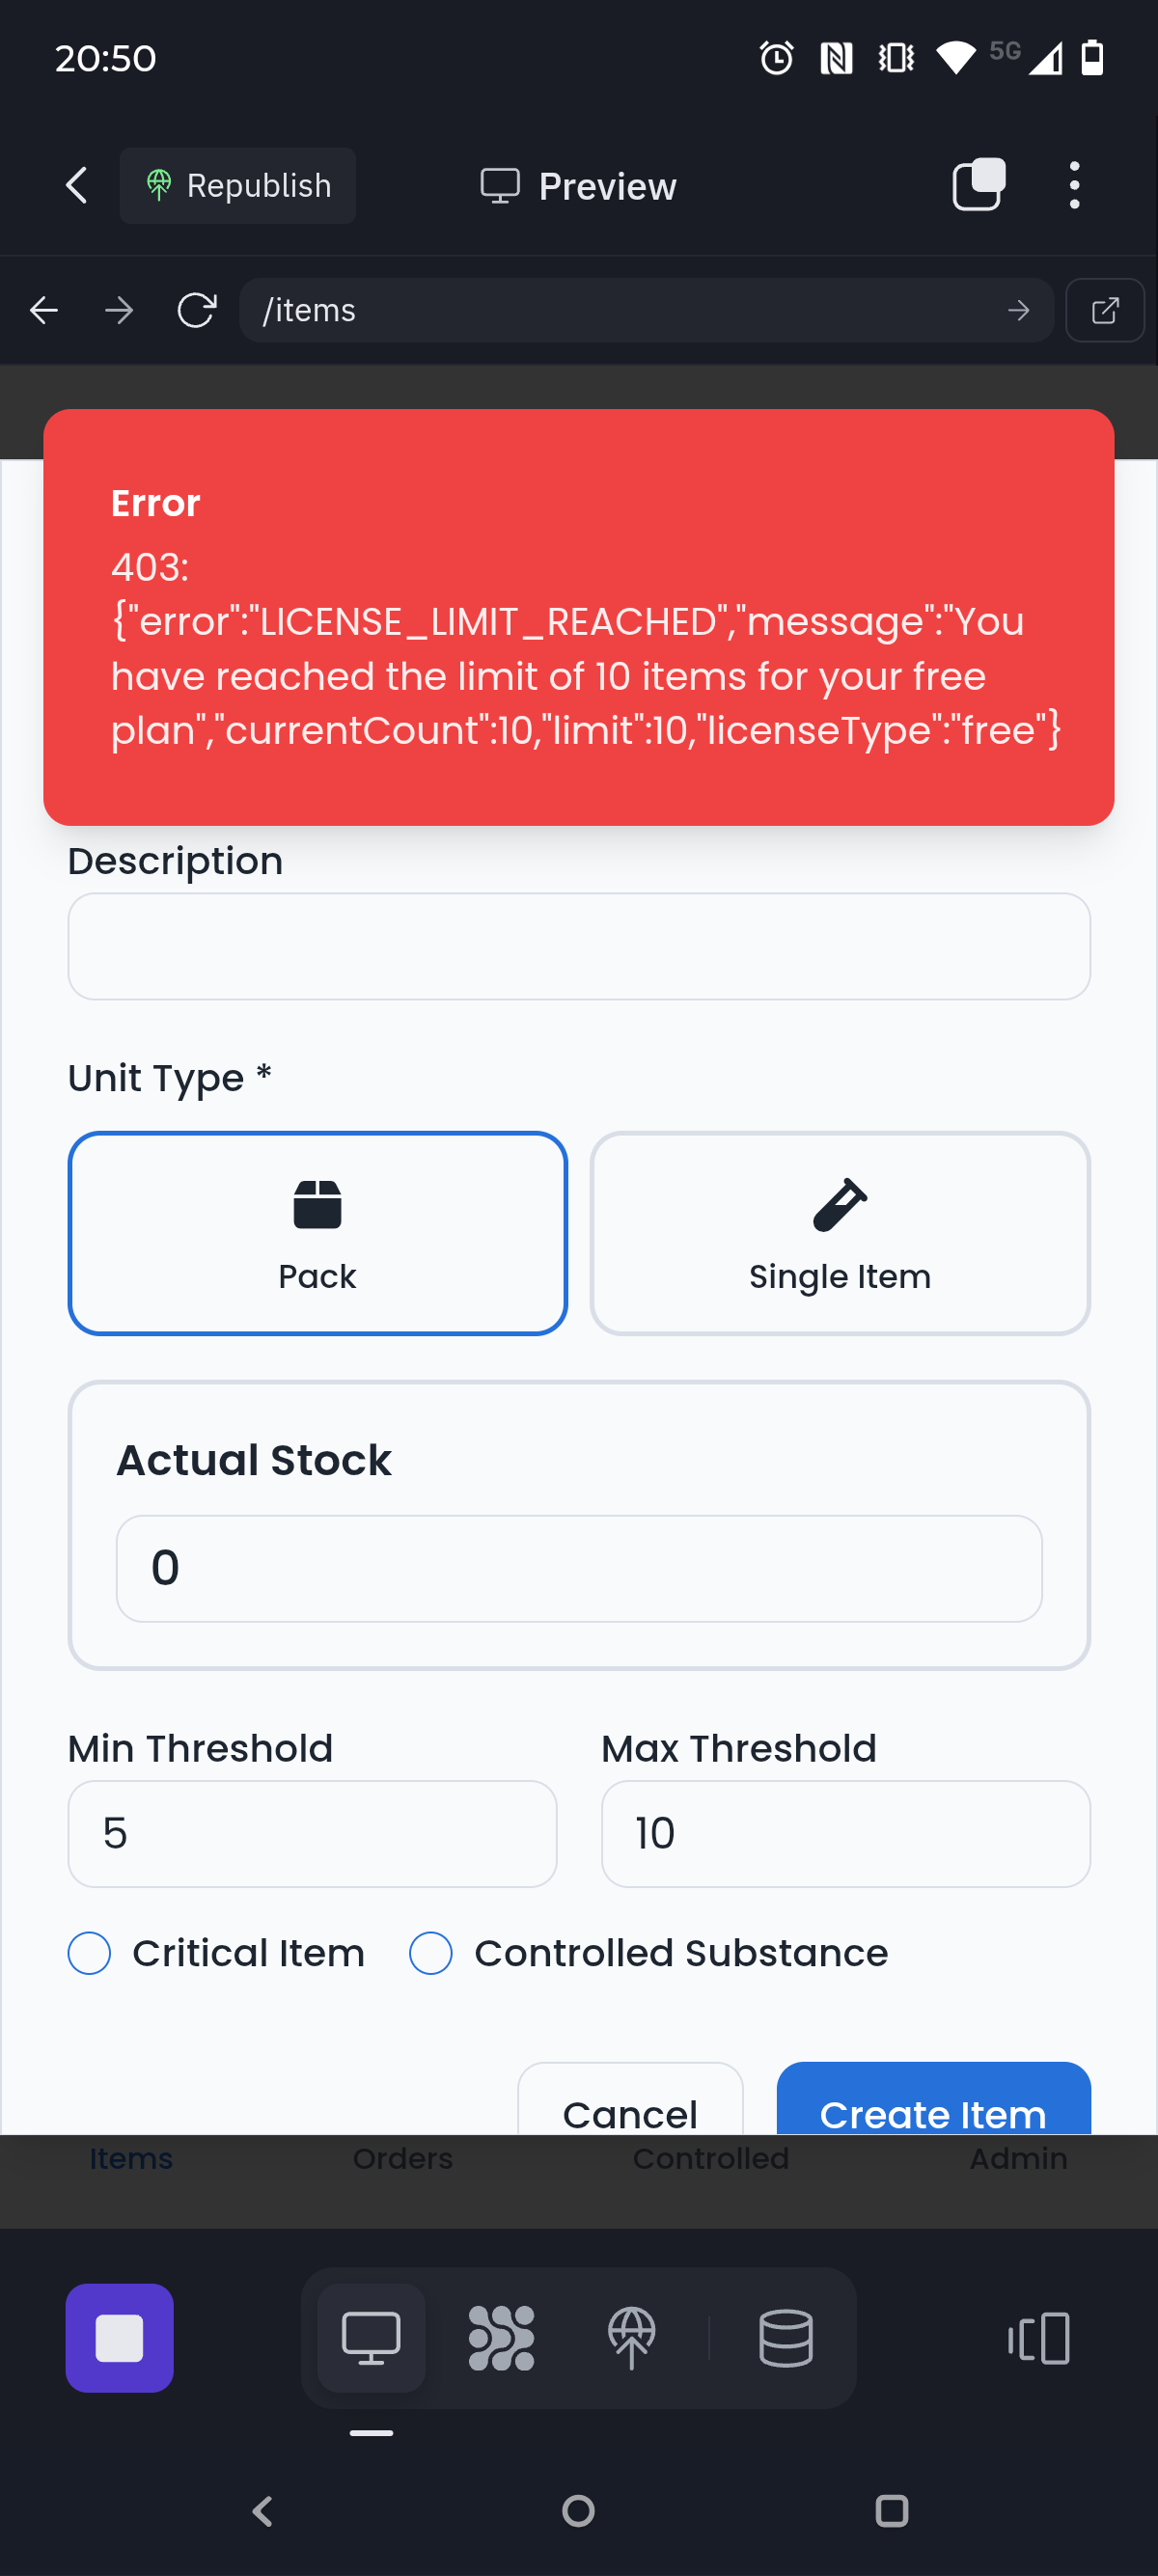 20:50
5G
Republish
Preview
/items
Error
403:
{"error":"LICENSE_LIMIT_REACHED","message":"You
have reached the limit of 10 items for your free
plan","currentCount":10,"limit":10,"licenseType":"free"}
Description
Unit Type *
Pack
Single Item
Actual Stock
0
Min Threshold
Max Threshold
5
10
Critical Item
Controlled Substance
Cancel
Create Item
Items
Orders
Controlled
Admin